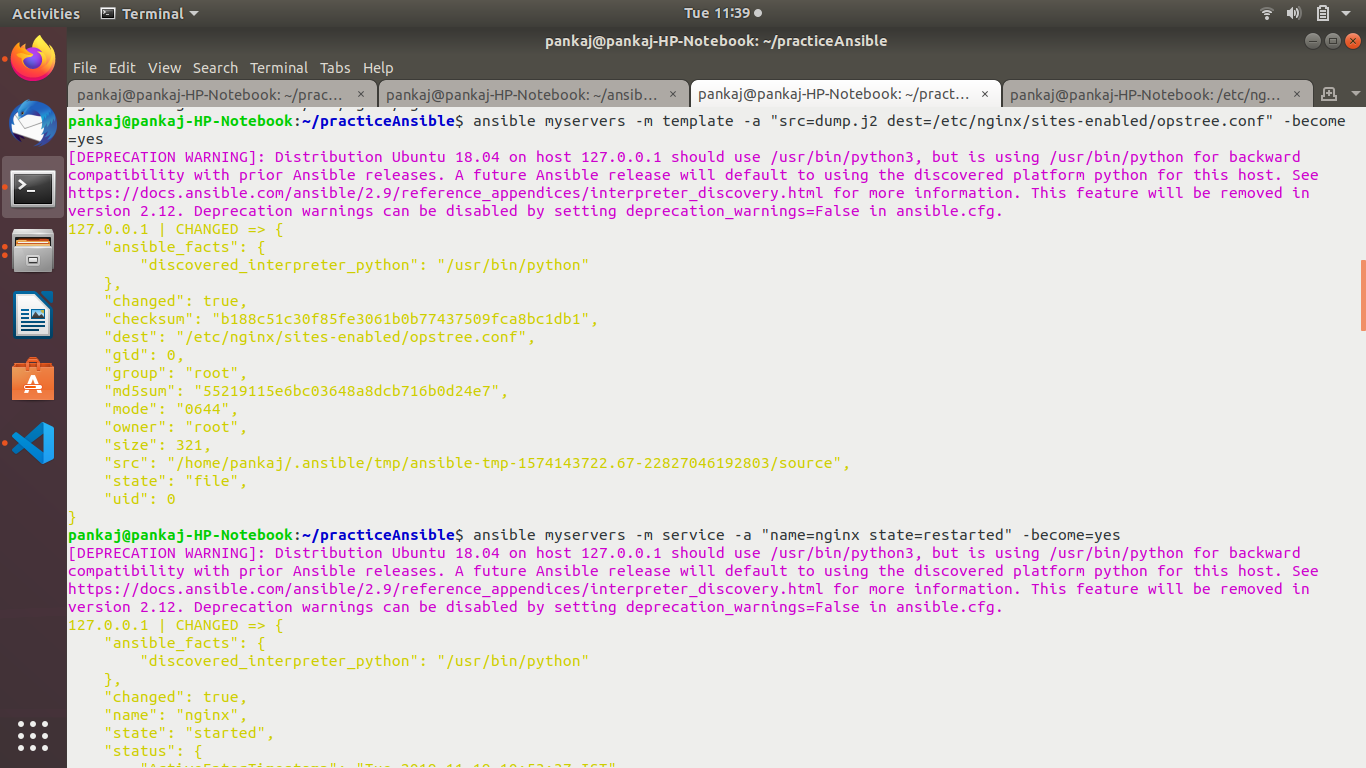 Activities
Terminal
Tue 11:39
pankaj@pankaj-HP-Notebook: ~/practiceAnsible
File Edit View Search Terminal Tabs Help
pankaj@pankaj-HP-Notebook: ~/prac...
pankaj@pankaj-HP-Notebook: ~/ansib...
pankaj@pankaj-HP-Notebook: ~/pract...
pankaj@pankaj-HP-Notebook: /etc/ng...
pankaj@pankaj-HP-Notebook:~/practiceAnsible$ ansible myservers -m template -a "src=dump.j2 dest=/etc/nginx/sites-enabled/opstree.conf" -become
=yes
[DEPRECATION WARNING]: Distribution Ubuntu 18.04 on host 127.0.0.1 should use /usr/bin/python3, but is using /usr/bin/python for backward
compatibility with prior Ansible releases. A future Ansible release will default to using the discovered platform python for this host. See
https://docs.ansible.com/ansible/2.9/reference_appendices/interpreter_discovery.html for more information. This feature will be removed in
version 2.12. Deprecation warnings can be disabled by setting deprecation_warnings=False in ansible.cfg.
127.0.0.1 | CHANGED => {
    "ansible_facts": {
        "discovered_interpreter_python": "/usr/bin/python"
    },
    "changed": true,
    "checksum": "b188c51c30f85fe3061b0b77437509fca8bc1db1",
    "dest": "/etc/nginx/sites-enabled/opstree.conf",
    "gid": 0,
    "group": "root",
    "md5sum": "55219115e6bc03648a8dcb716b0d24e7",
    "mode": "0644",
    "owner": "root",
    "size": 321,
    "src": "/home/pankaj/.ansible/tmp/ansible-tmp-1574143722.67-22827046192803/source",
    "state": "file",
    "uid": 0
}
pankaj@pankaj-HP-Notebook:~/practiceAnsible$ ansible myservers -m service -a "name=nginx state=restarted" -become=yes
[DEPRECATION WARNING]: Distribution Ubuntu 18.04 on host 127.0.0.1 should use /usr/bin/python3, but is using /usr/bin/python for backward
compatibility with prior Ansible releases. A future Ansible release will default to using the discovered platform python for this host. See
https://docs.ansible.com/ansible/2.9/reference_appendices/interpreter_discovery.html for more information. This feature will be removed in
version 2.12. Deprecation warnings can be disabled by setting deprecation_warnings=False in ansible.cfg.
127.0.0.1 | CHANGED => {
    "ansible_facts": {
        "discovered_interpreter_python": "/usr/bin/python"
    },
    "changed": true,
    "name": "nginx",
    "state": "started",
    "status": {